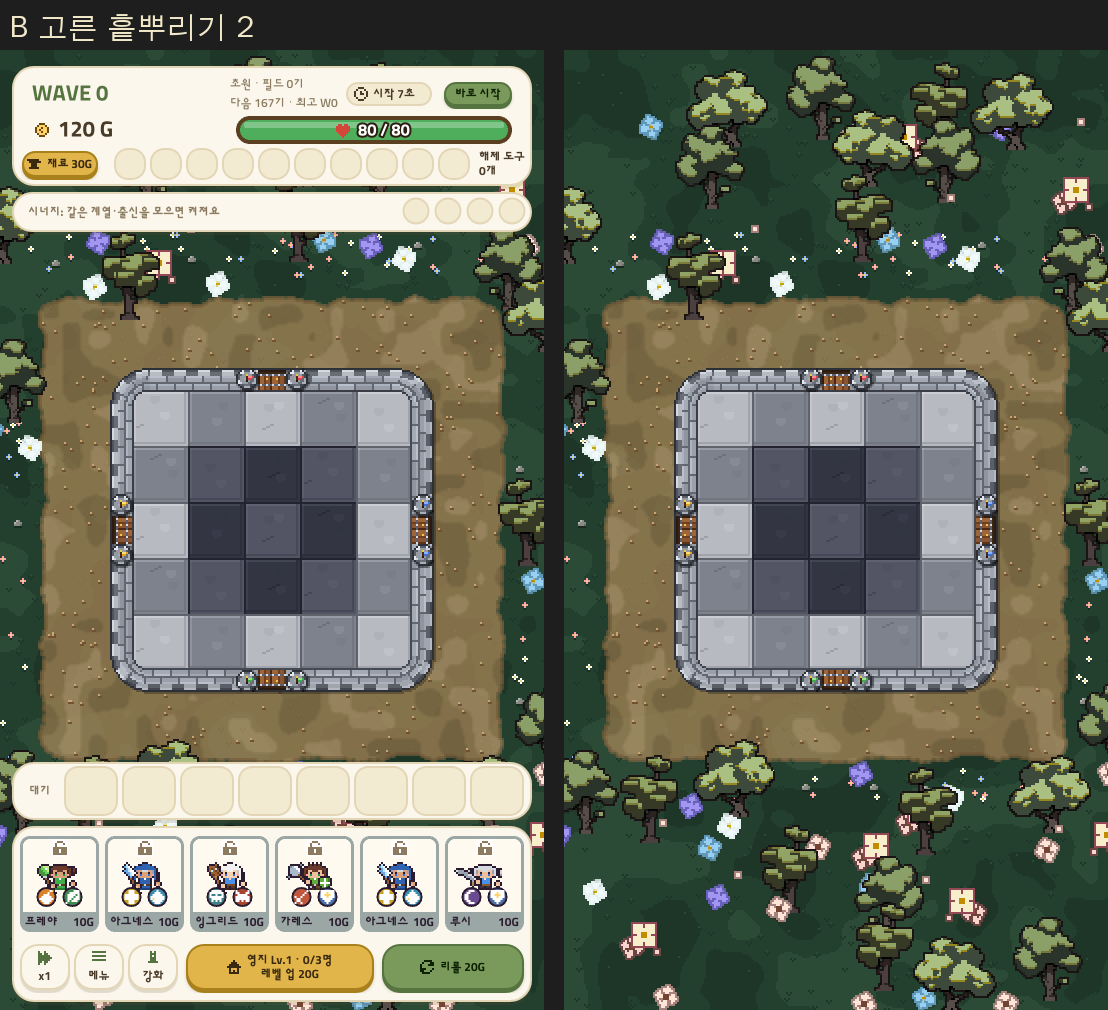 B 고른 흩뿌리기 2
WAVE 0
초원 · 필드 0기
다음 167기 · 최고 W0
시작 7초
바로 시작
120 G
80 / 80
재료 30G
해제 도구
0개
시너지: 같은 계열·출신을 모으면 켜져요
대기
프레야 10G
아그네스 10G
잉그리드 10G
가레스 10G
아그네스 10G
루시 10G
x1
메뉴
강화
영지 Lv.1 · 0/3명
레벨 업 20G
리롤 20G